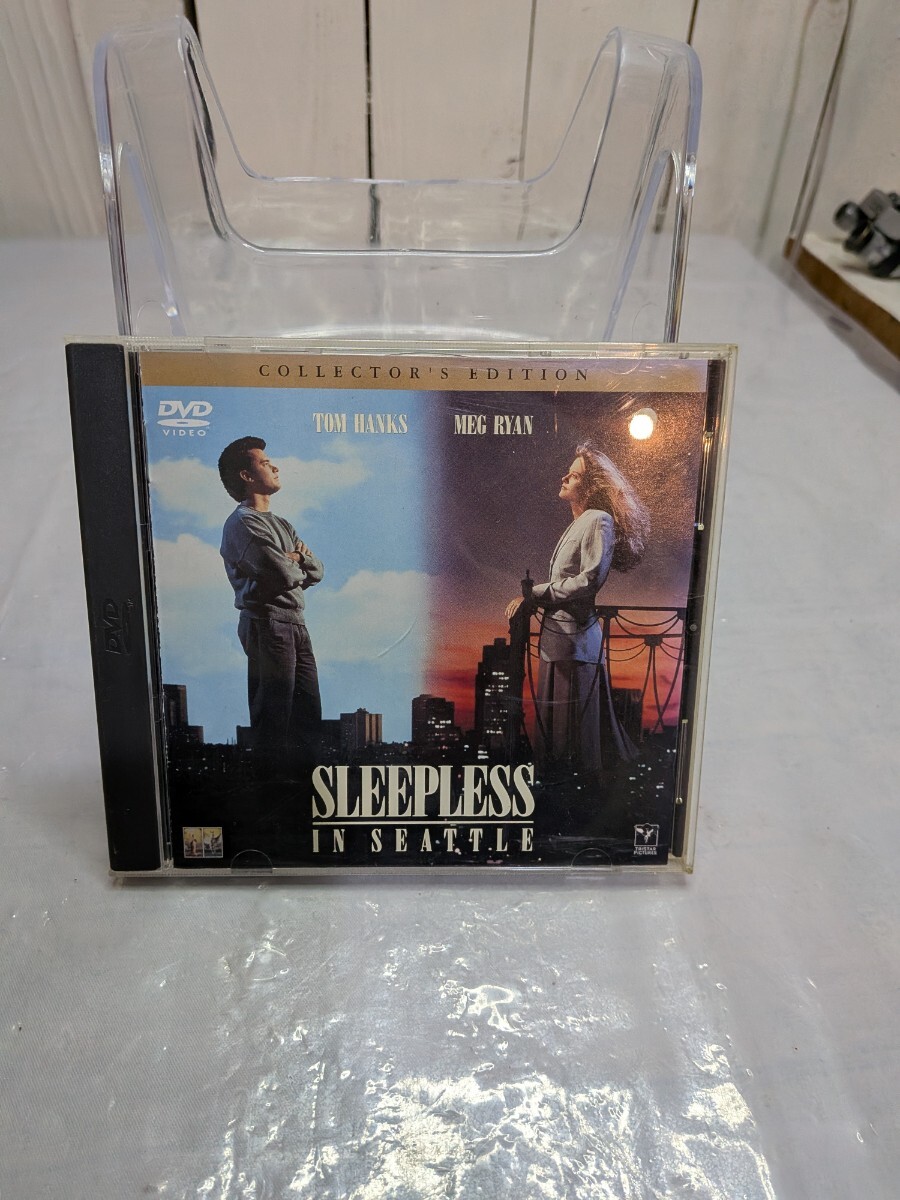 COLLECTOR'S EDITION
DVD
VIDEO
TOM HANKS
MEG RYAN
DVD
SLEEPLESS
IN SEATTLE
TRISTAR
PICTURES